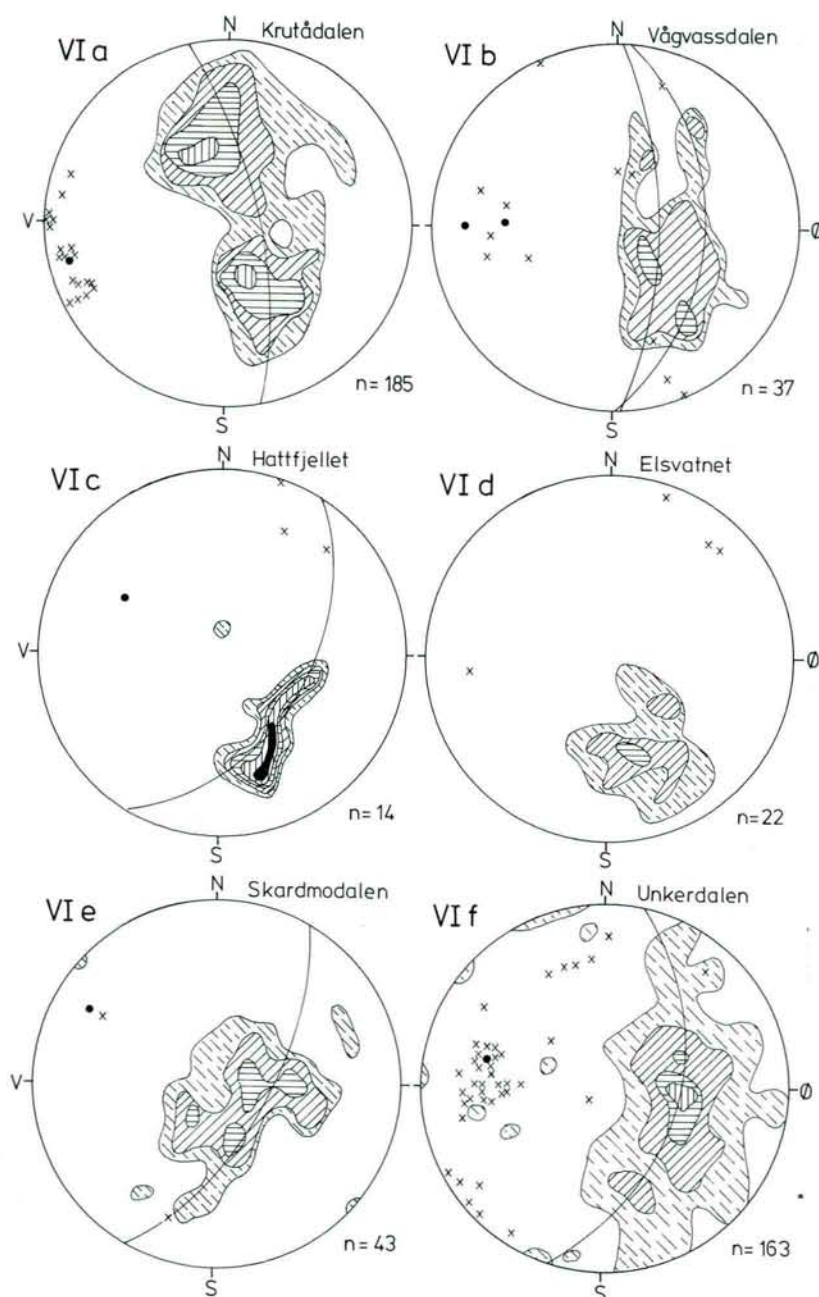 VI a
N
Krutådalen
V
S
n= 185
VI b
N
Vågvassdalen
Ø
S
n= 37
VI c
N
Hattfjellet
V
S
n= 14
VI d
N
Elsvatnet
Ø
S
n= 22
VI e
N
Skardmodalen
V
S
n= 43
VI f
N
Unkerdalen
Ø
S
n= 163